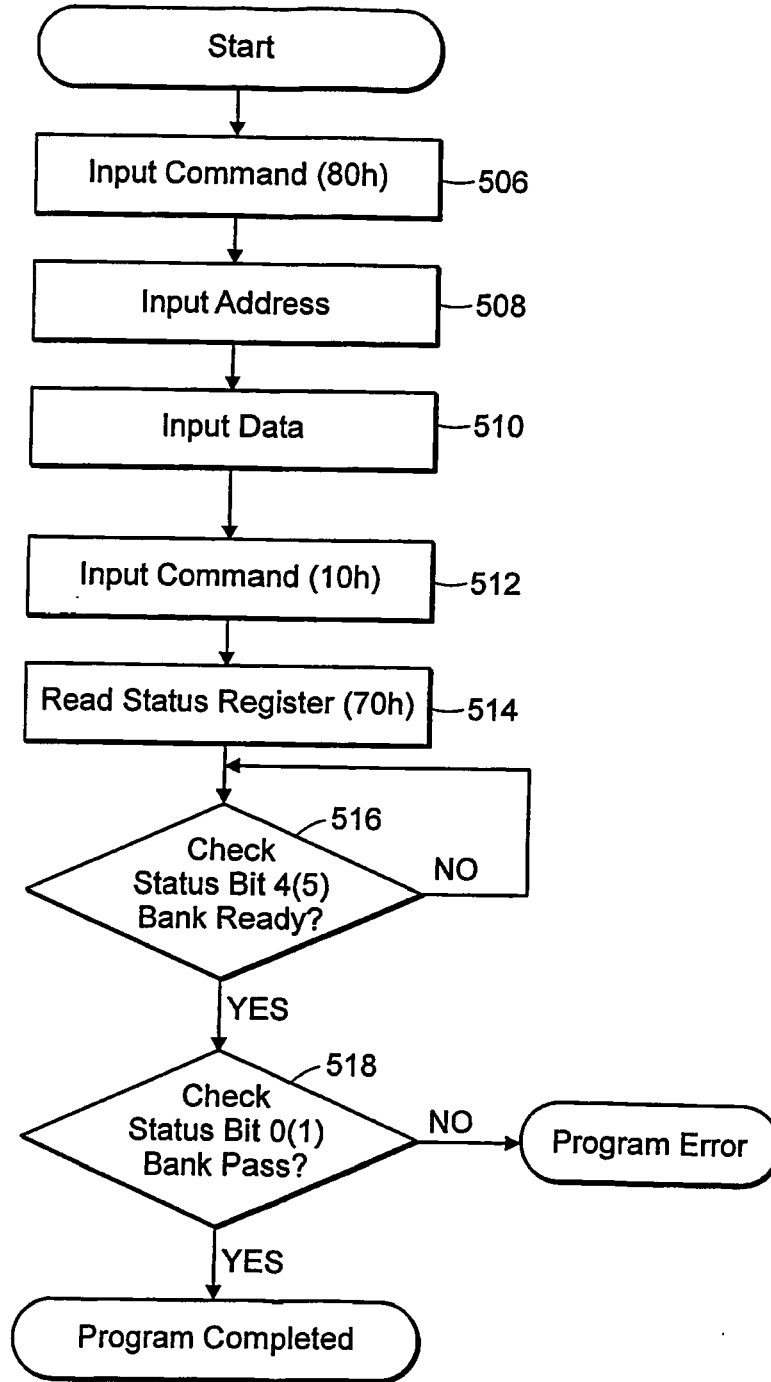 Start
Input Command (80h)
506
Input Address
508
Input Data
510
Input Command (10h)
512
Read Status Register (70h)
514
516
Check
Status Bit 4(5)
Bank Ready?
NO
YES
518
Check
Status Bit 0(1)
Bank Pass?
NO
Program Error
YES
Program Completed